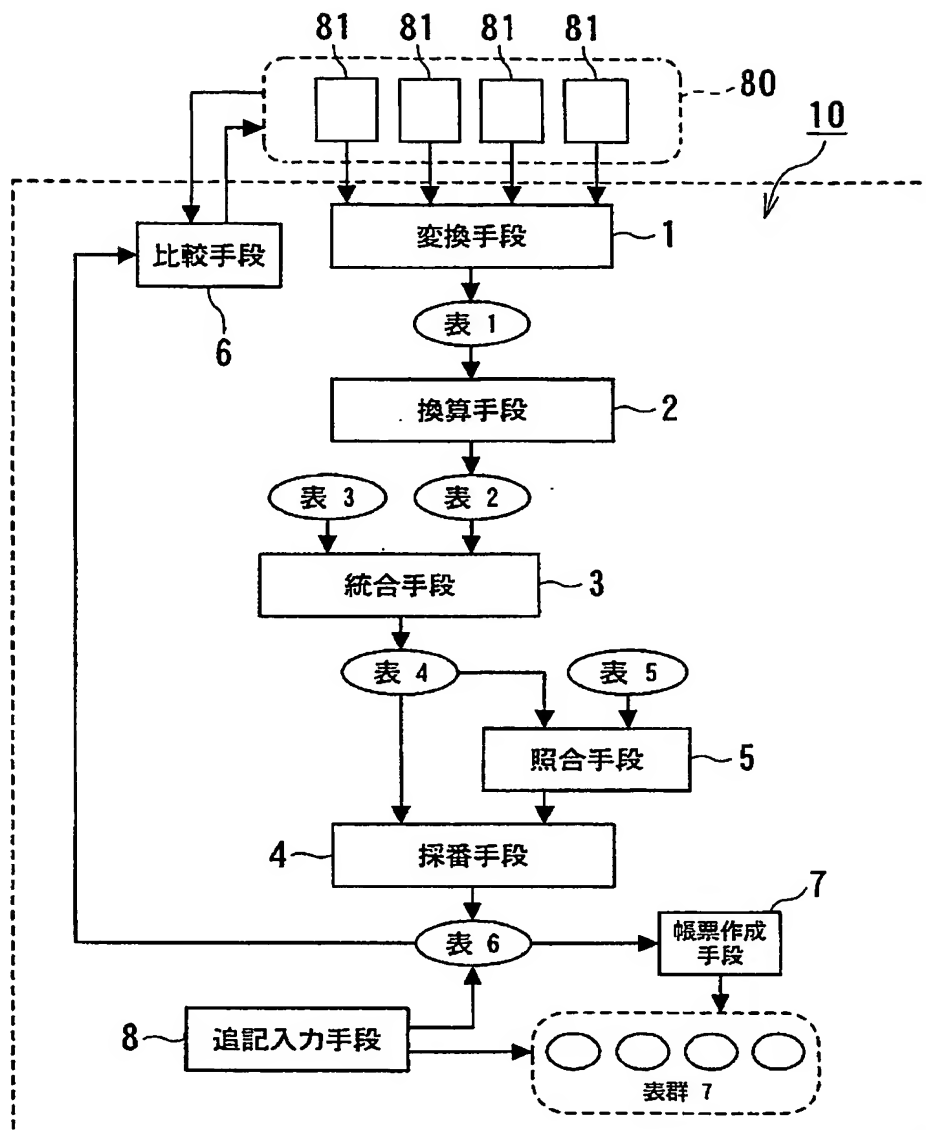 81 81 81 81
80
10
変換手段 1
比較手段
6
表 1
換算手段 2
表 3 表 2
統合手段 3
表 4 表 5
照合手段 5
4 採番手段
7
表 6
帳票作成
手段
8 追記入力手段
表群 7